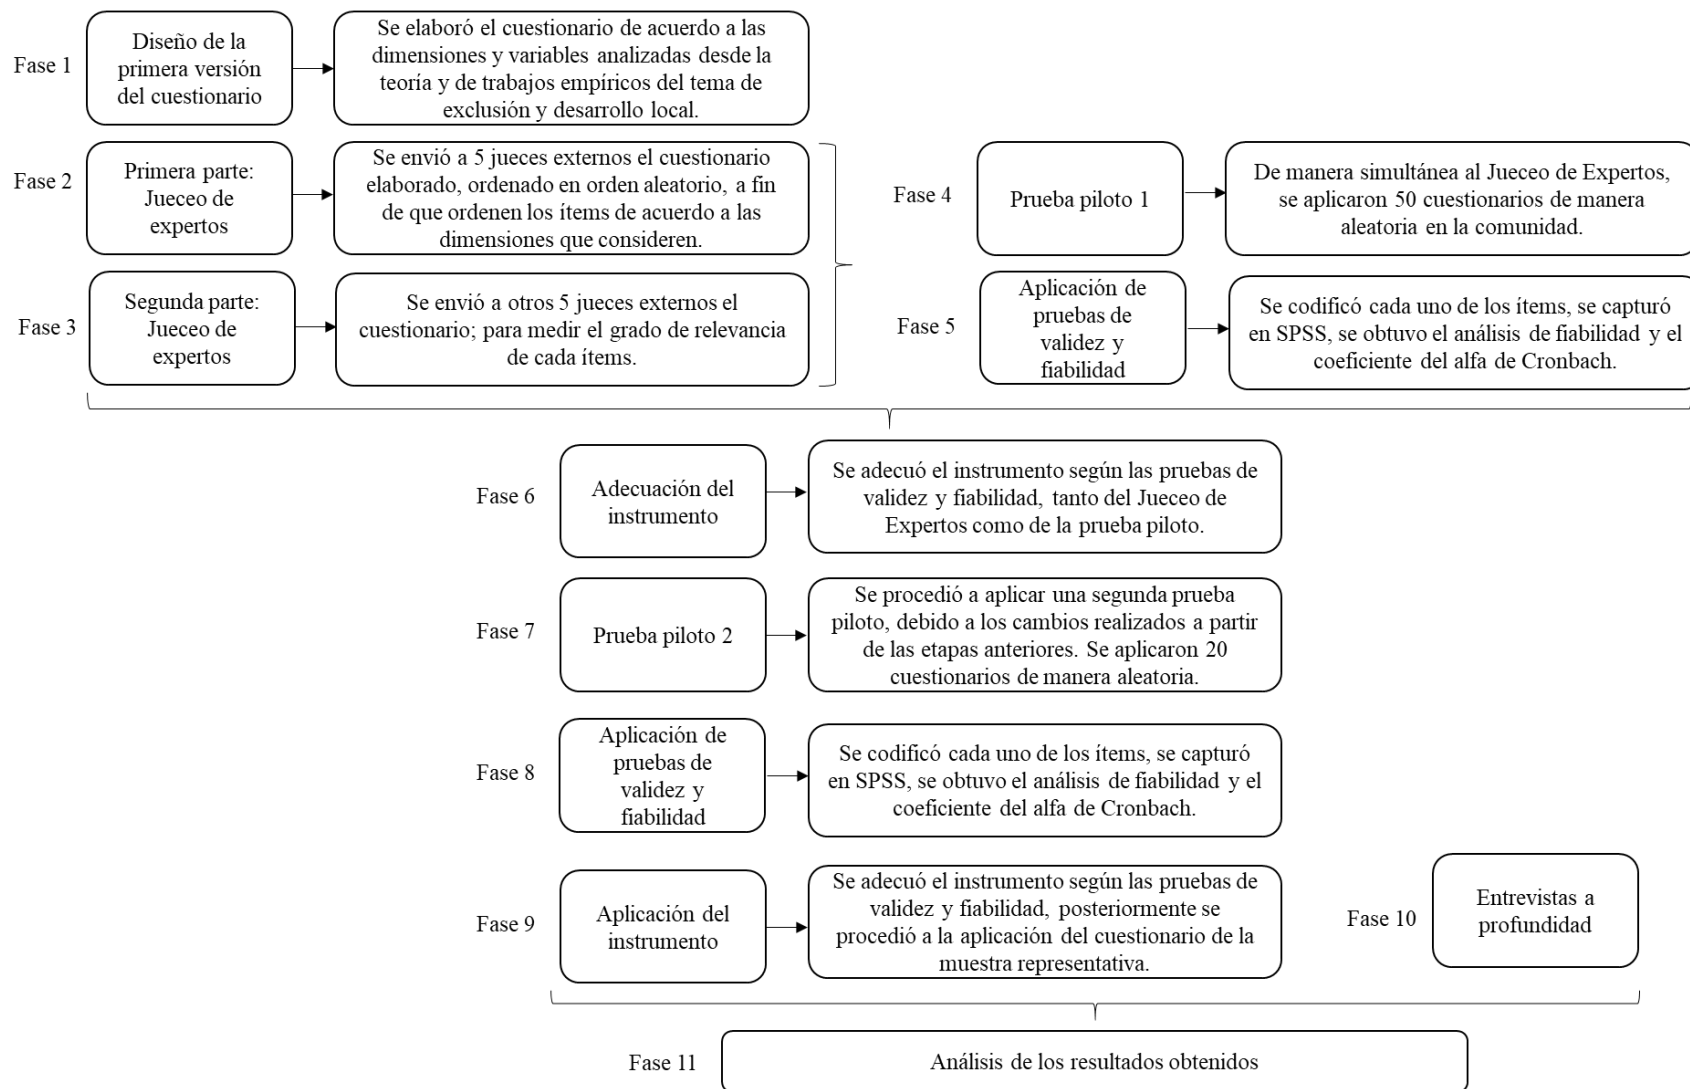 Fase 1
Diseño de la
primera versión
del cuestionario
Se elaboró el cuestionario de acuerdo a las
dimensiones y variables analizadas desde la
teoría y de trabajos empíricos del tema de
exclusión y desarrollo local.
Fase 2
Primera parte:
Jueceo de
expertos
Se envió a 5 jueces externos el cuestionario
elaborado, ordenado en orden aleatorio, a fin
de que ordenen los ítems de acuerdo a las
dimensiones que consideren.
Fase 3
Segunda parte:
Jueceo de
expertos
Se envió a otros 5 jueces externos el
cuestionario; para medir el grado de relevancia
de cada ítems.
Fase 4
Prueba piloto 1
De manera simultánea al Jueceo de Expertos,
se aplicaron 50 cuestionarios de manera
aleatoria en la comunidad.
Fase 5
Aplicación de
pruebas de
validez y
fiabilidad
Se codificó cada uno de los ítems, se capturó
en SPSS, se obtuvo el análisis de fiabilidad y el
coeficiente del alfa de Cronbach.
Fase 6
Adecuación del
instrumento
Se adecuó el instrumento según las pruebas de
validez y fiabilidad, tanto del Jueceo de
Expertos como de la prueba piloto.
Fase 7
Prueba piloto 2
Se procedió a aplicar una segunda prueba
piloto, debido a los cambios realizados a partir
de las etapas anteriores. Se aplicaron 20
cuestionarios de manera aleatoria.
Fase 8
Aplicación de
pruebas de
validez y
fiabilidad
Se codificó cada uno de los ítems, se capturó
en SPSS, se obtuvo el análisis de fiabilidad y el
coeficiente del alfa de Cronbach.
Fase 9
Aplicación del
instrumento
Se adecuó el instrumento según las pruebas de
validez y fiabilidad, posteriormente se
procedió a la aplicación del cuestionario de la
muestra representativa.
Fase 10
Entrevistas a
profundidad
Fase 11
Análisis de los resultados obtenidos